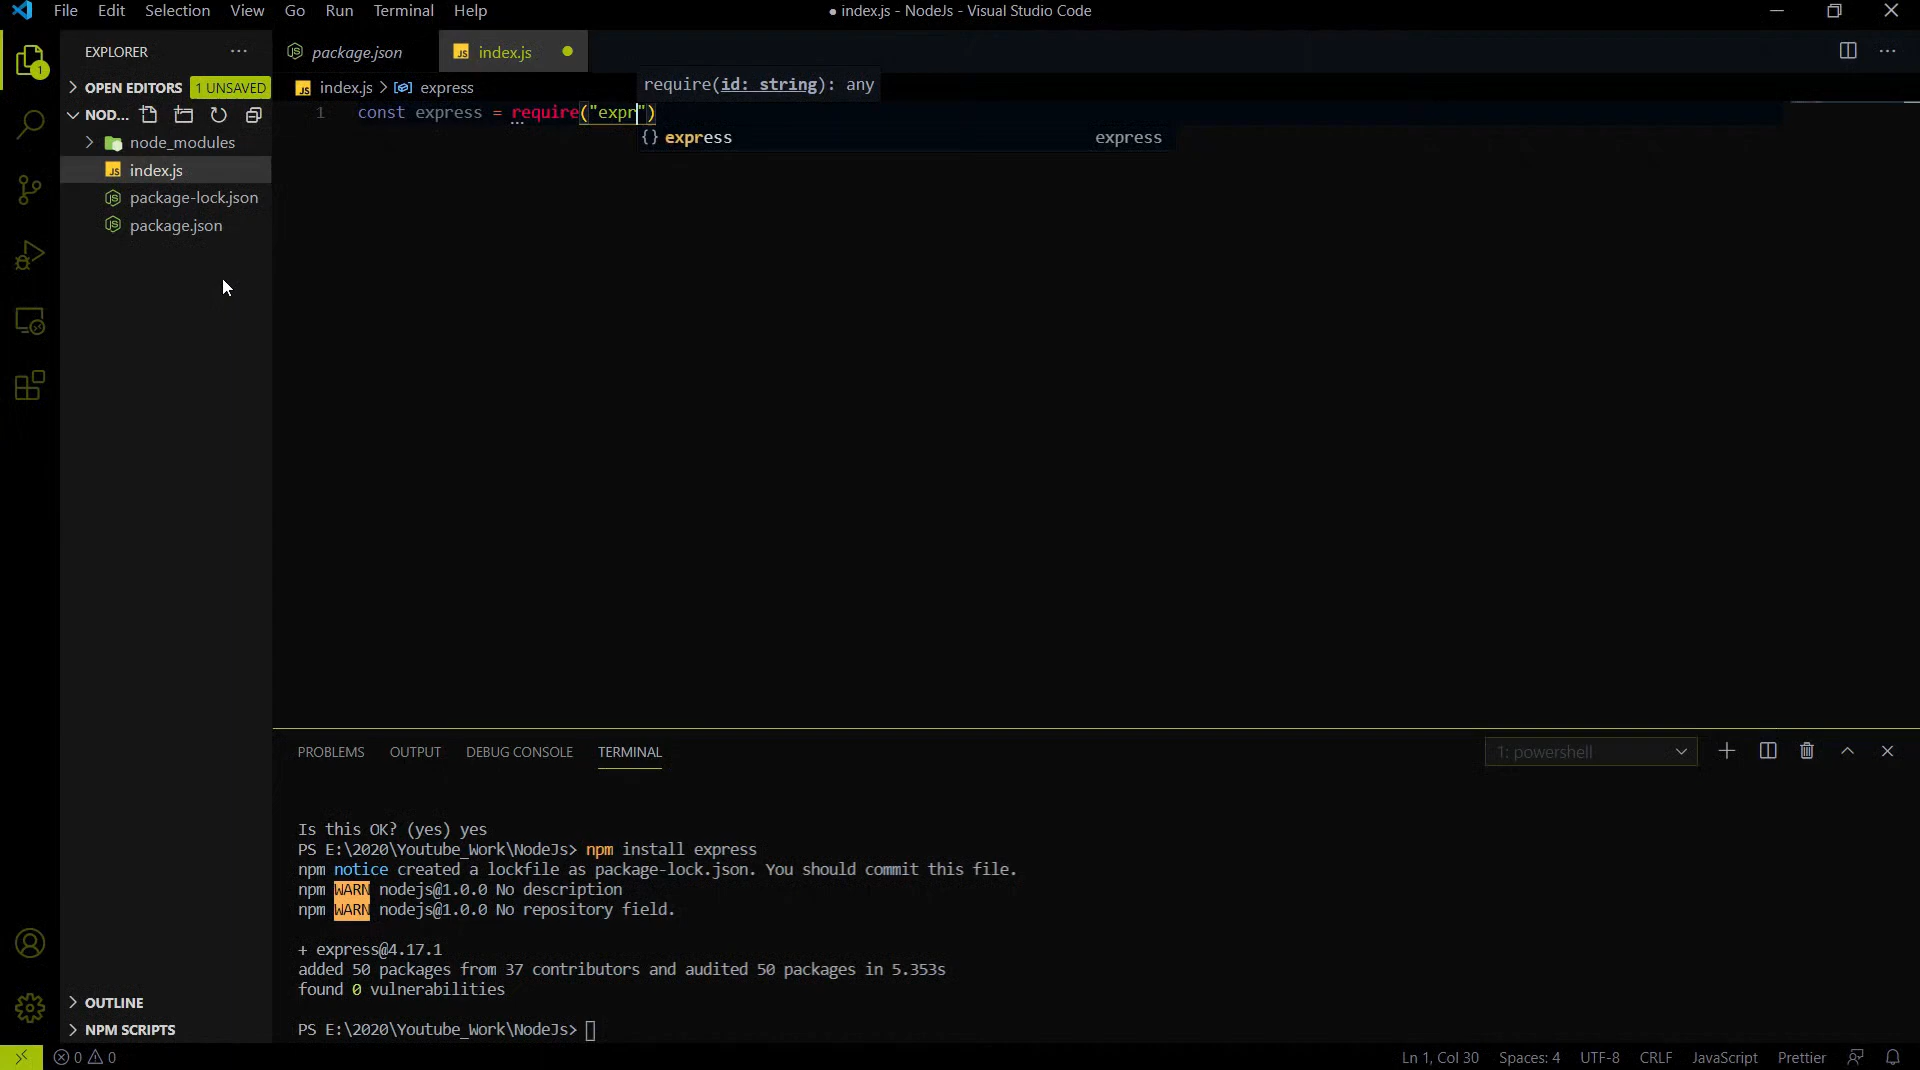 File Edit Selection View Go Run Terminal Help
● index.js - NodeJs - Visual Studio Code
EXPLORER
package.json
index.js
OPEN EDITORS 1 UNSAVED
index.js > express
require(id: string): any
NOD...
1 const express = require("expr")
express express
node_modules
index.js
package-lock.json
package.json
1
PROBLEMS OUTPUT DEBUG CONSOLE TERMINAL
1: powershell
Is this OK? (yes) yes
PS E:\2020\Youtube_Work\NodeJs> npm install express
npm notice created a lockfile as package-lock.json. You should commit this file.
npm WARN nodejs@1.0.0 No description
npm WARN nodejs@1.0.0 No repository field.
+ express@4.17.1
added 50 packages from 37 contributors and audited 50 packages in 5.353s
found 0 vulnerabilities
PS E:\2020\Youtube_Work\NodeJs>
OUTLINE
NPM SCRIPTS
0 0
Ln 1, Col 30 Spaces: 4 UTF-8 CRLF JavaScript Prettier